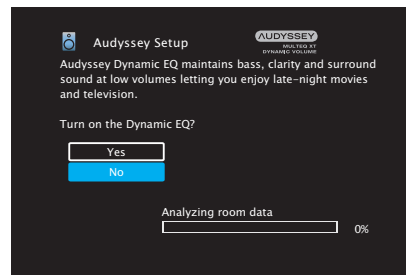 Audyssey Setup
AUDYSSEY
MULTEQ XT
DYNAMIC VOLUME
Audyssey Dynamic EQ maintains bass, clarity and surround
sound at low volumes letting you enjoy late-night movies
and television.
Turn on the Dynamic EQ?
Yes
No
Analyzing room data
0%